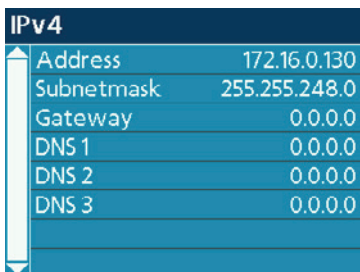 IPv4
Address 172.16.0.130
Subnetmask 255.255.248.0
Gateway 0.0.0.0
DNS 1 0.0.0.0
DNS 2 0.0.0.0
DNS 3 0.0.0.0